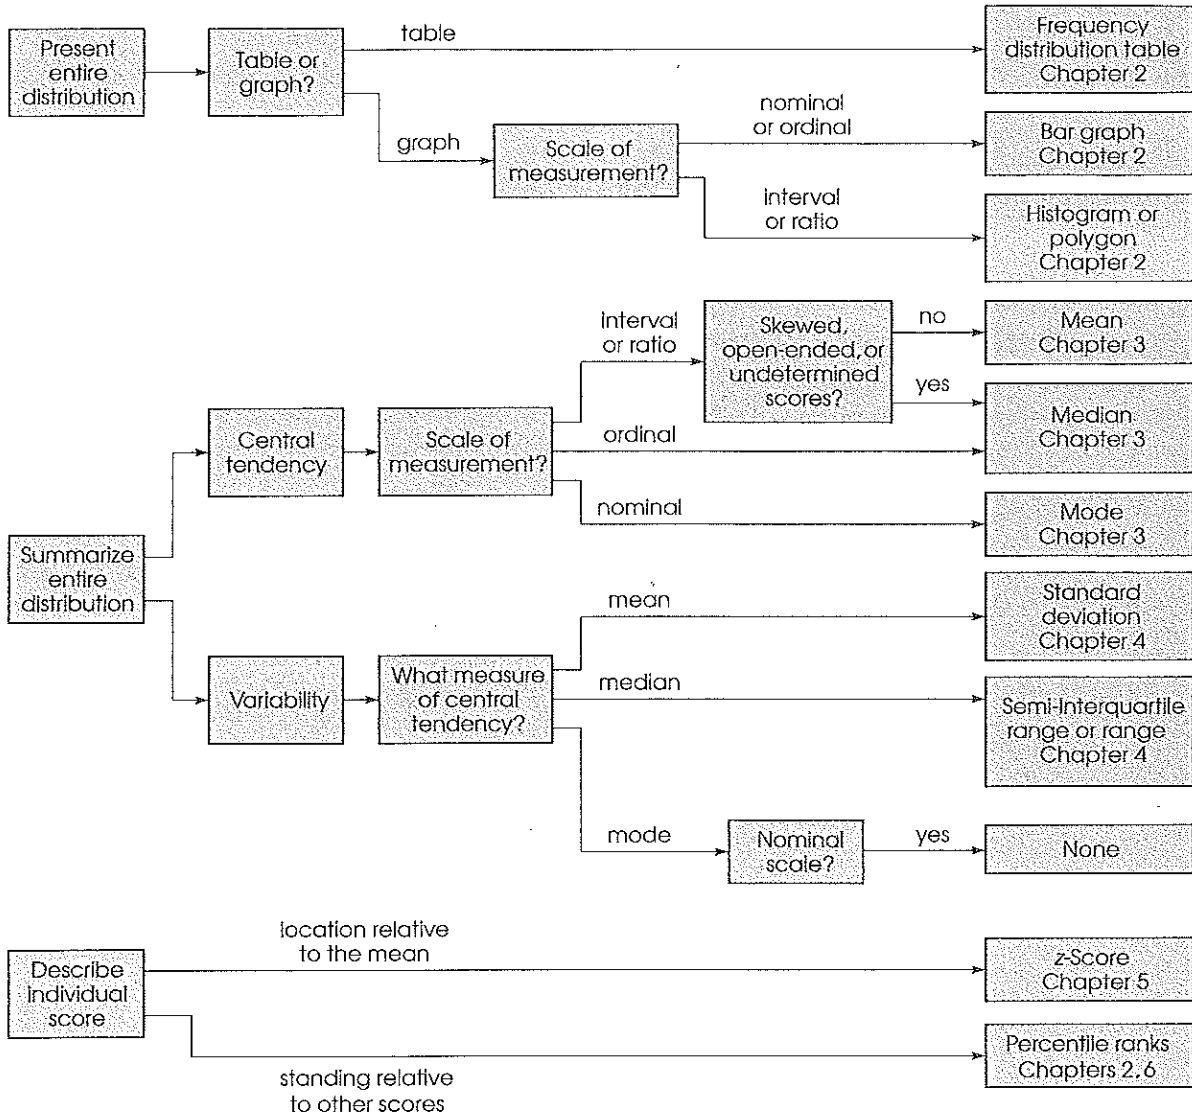 Present
entire
distribution
Table or
graph?
table
Frequency
distribution table
Chapter 2
graph
Scale of
measurement?
nominal
or ordinal
Bar graph
Chapter 2
interval
or ratio
Histogram or
polygon
Chapter 2
Summarize
entire
distribution
Central
tendency
Scale of
measurement?
interval
or ratio
Skewed,
open-ended, or
undetermined
scores?
no
Mean
Chapter 3
yes
Median
Chapter 3
ordinal
nominal
Mode
Chapter 3
Variability
What measure
of central
tendency?
mean
Standard
deviation
Chapter 4
median
Semi-Interquartile
range or range
Chapter 4
mode
Nominal
scale?
yes
None
Describe
individual
score
location relative
to the mean
z-Score
Chapter 5
standing relative
to other scores
Percentile ranks
Chapters 2, 6